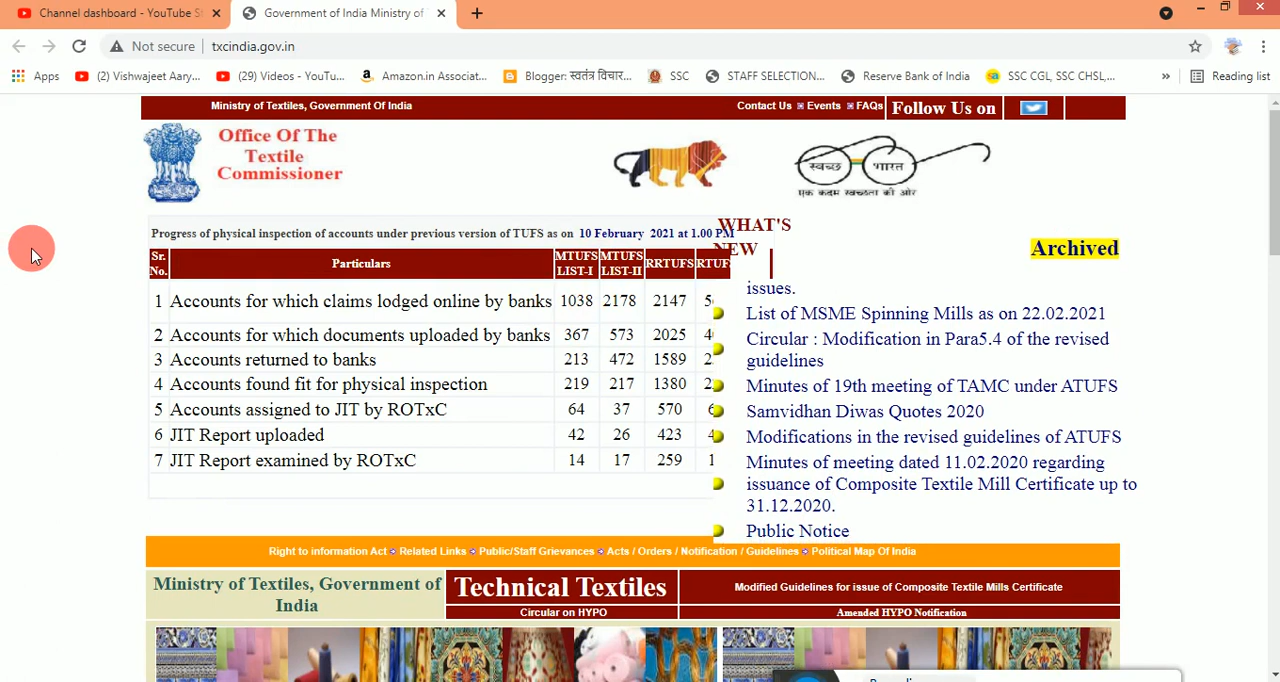 Channel dashboard - YouTube S
Government of India Ministry of
Not secure
txcindia.gov.in
Apps
(2) Vishwajeet Aary...
(29) Videos - YouTu...
Amazon.in Associat...
Blogger: स्वतंत्र विचार...
SSC
STAFF SELECTION...
Reserve Bank of India
SSC CGL, SSC CHSL,...
»
Reading list
Ministry of Textiles, Government Of India
Contact Us Events FAQs
Follow Us on
Office Of The
Textile
Commissioner
स्वच्छ भारत
एक कदम स्वच्छता की ओर
Progress of physical inspection of accounts under previous version of TUFS as on 10 February 2021 at 1.00 PM
Sr. No. Particulars MTUFS LIST-I MTUFS LIST-II RRTUFS RTUF
1 Accounts for which claims lodged online by banks 1038 2178 2147 5
2 Accounts for which documents uploaded by banks 367 573 2025 4
3 Accounts returned to banks 213 472 1589 2
4 Accounts found fit for physical inspection 219 217 1380 2
5 Accounts assigned to JIT by ROTxC 64 37 570 6
6 JIT Report uploaded 42 26 423 4
7 JIT Report examined by ROTxC 14 17 259 1
WHAT'S
NEW
Archived
issues.
List of MSME Spinning Mills as on 22.02.2021
Circular : Modification in Para5.4 of the revised
guidelines
Minutes of 19th meeting of TAMC under ATUFS
Samvidhan Diwas Quotes 2020
Modifications in the revised guidelines of ATUFS
Minutes of meeting dated 11.02.2020 regarding
issuance of Composite Textile Mill Certificate up to
31.12.2020.
Public Notice
Right to information Act Related Links Public/Staff Grievances Acts / Orders / Notification / Guidelines Political Map Of India
Ministry of Textiles, Government of
India
Technical Textiles
Circular on HYPO
Modified Guidelines for issue of Composite Textile Mills Certificate
Amended HYPO Notification